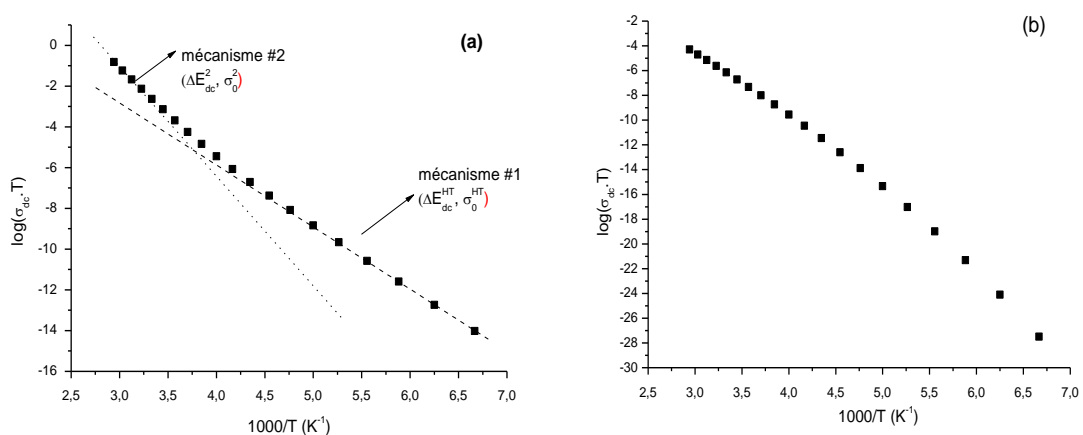 (a)
mécanisme #2
(ΔE²dc, σ²0)
mécanisme #1
(ΔEᴴᵀdc, σᴴᵀ0)
log(σdc.T)
0
-2
-4
-6
-8
-10
-12
-14
-16
2,5 3,0 3,5 4,0 4,5 5,0 5,5 6,0 6,5 7,0
1000/T (K⁻¹)
(b)
log(σdc.T)
-2
-4
-6
-8
-10
-12
-14
-16
-18
-20
-22
-24
-26
-28
-30
2,5 3,0 3,5 4,0 4,5 5,0 5,5 6,0 6,5 7,0
1000/T (K⁻¹)